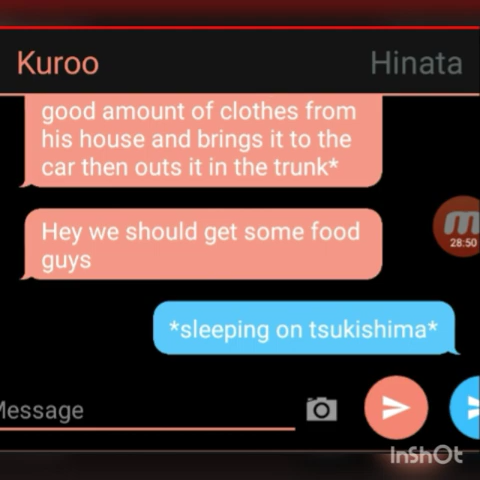 Kuroo Hinata
good amount of clothes from
his house and brings it to the
car then outs it in the trunk*
Hey we should get some food
guys
28:50
*sleeping on tsukishima*
Message
InShOt